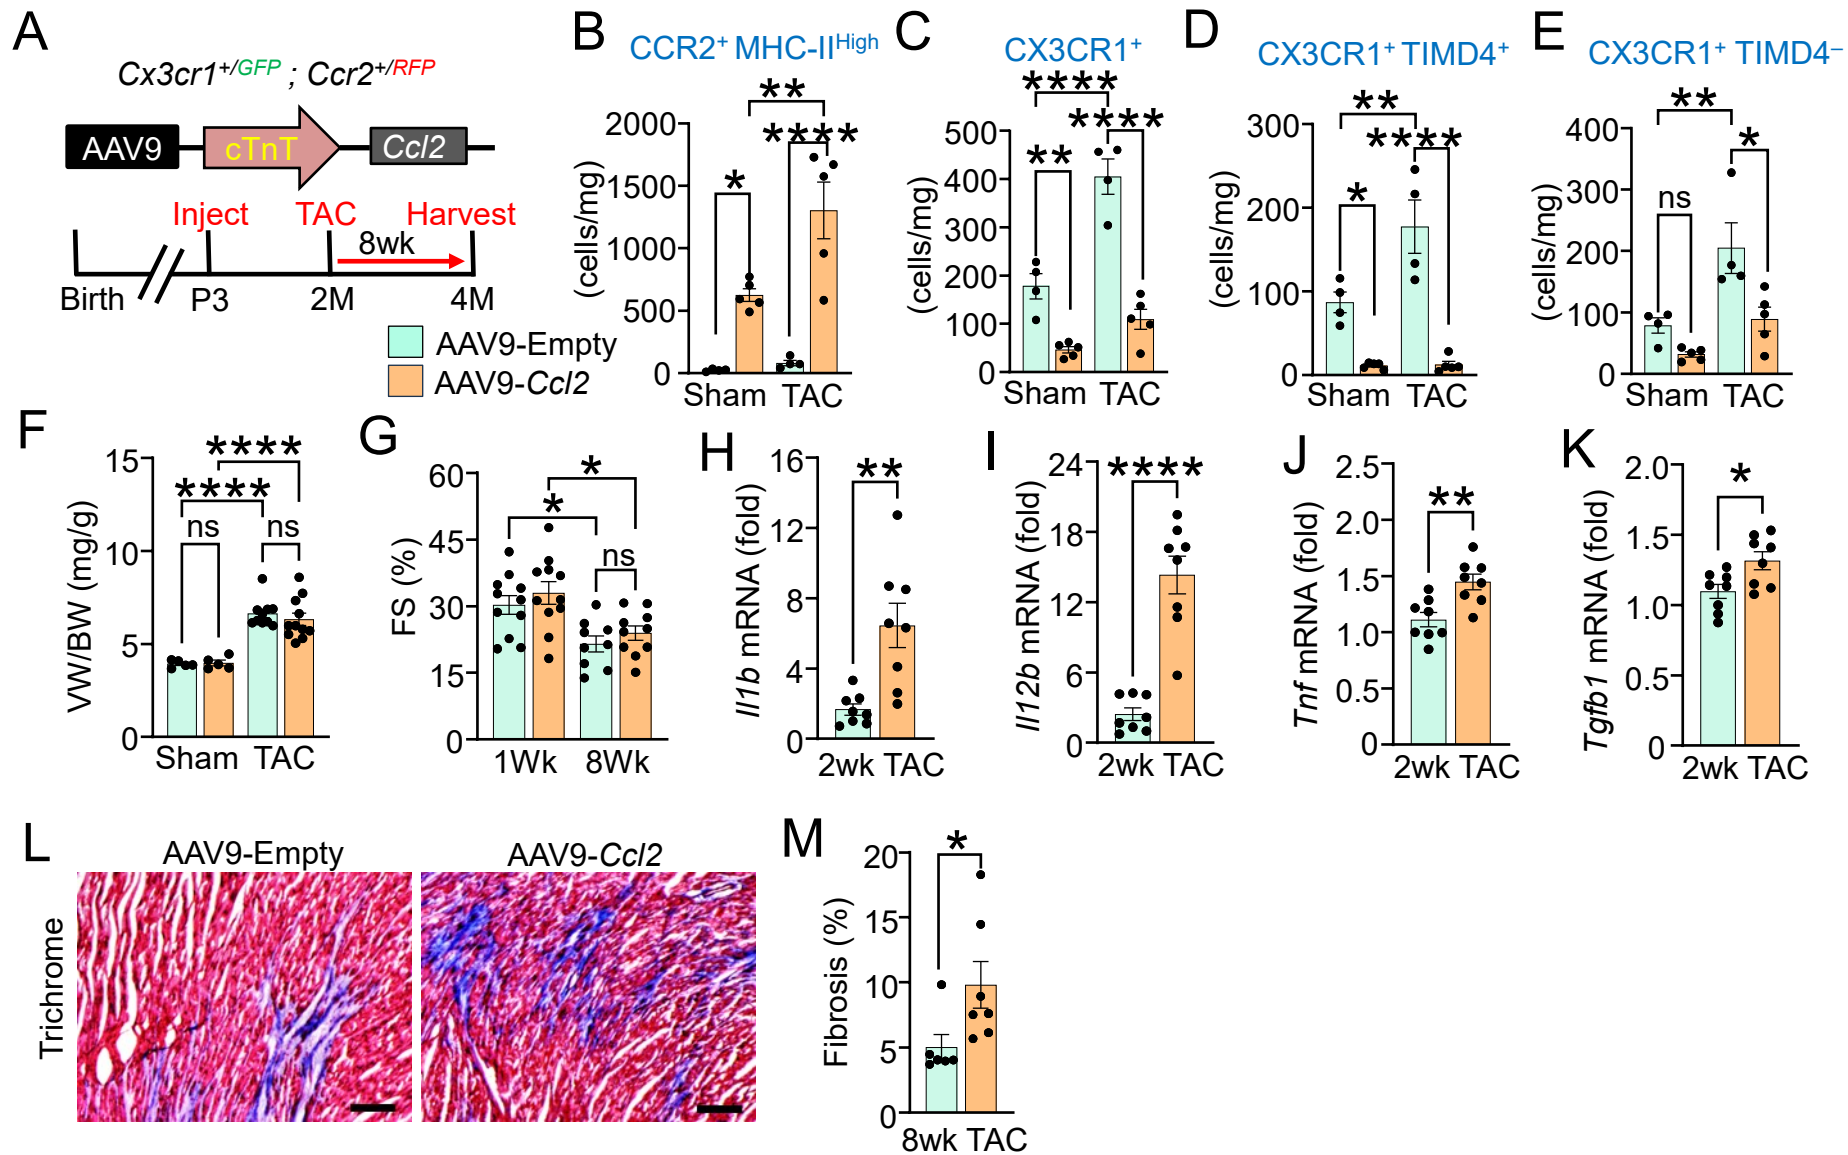 A
Cx3cr1+/GFP ; Ccr2+/RFP
AAV9
cTnT
Ccl2
Inject
TAC
Harvest
8wk
Birth
P3
2M
4M
AAV9-Empty
AAV9-Ccl2
B
CCR2+ MHC-IIHigh
(cells/mg)
2000
1500
1000
500
0
**
****
*
Sham
TAC
C
CX3CR1+
(cells/mg)
500
400
300
200
100
0
****
****
**
Sham
TAC
D
CX3CR1+ TIMD4+
(cells/mg)
300
200
100
0
**
****
*
Sham
TAC
E
CX3CR1+ TIMD4–
(cells/mg)
400
300
200
100
0
**
*
ns
Sham
TAC
F
VW/BW (mg/g)
15
10
5
0
****
****
ns
ns
Sham
TAC
G
FS (%)
60
45
30
15
0
*
*
ns
1Wk
8Wk
H
Il1b mRNA (fold)
16
12
8
4
0
**
2wk TAC
I
Il12b mRNA (fold)
24
18
12
6
0
****
2wk TAC
J
Tnf mRNA (fold)
2.5
2.0
1.5
1.0
0.5
0
**
2wk TAC
K
Tgfb1 mRNA (fold)
2.0
1.5
1.0
0.5
0
*
2wk TAC
L
AAV9-Empty
AAV9-Ccl2
Trichrome
M
Fibrosis (%)
20
15
10
5
0
*
8wk TAC